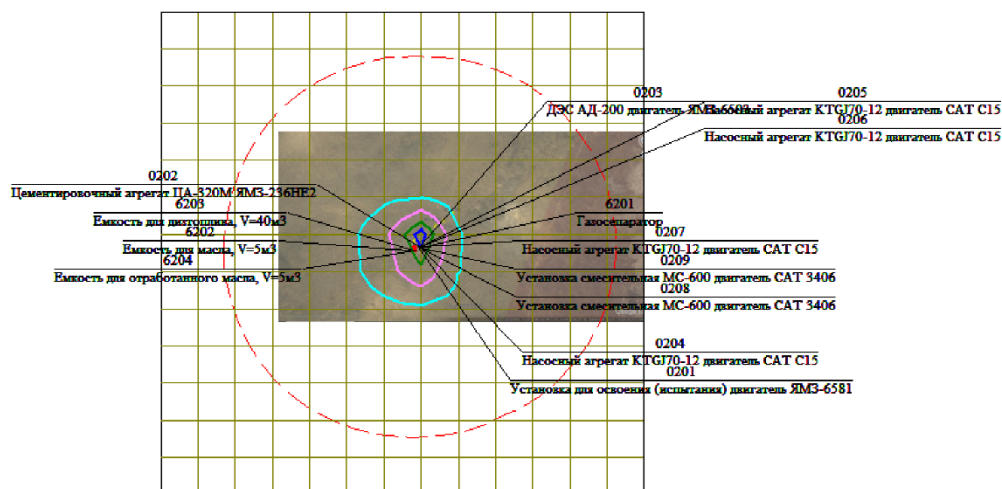 0203
0205
ДЭС АД-200 двигатель ЯМЗ-6503
Насосный агрегат KTGJ70-12 двигатель CAT C15
0206
Насосный агрегат KTGJ70-12 двигатель CAT C15
0202
Цементировочный агрегат ЦА-320М ЯМЗ-236НЕ2
6203
Емкость для дизтоплива, V=40м3
6201
Газосепаратор
6202
Емкость для масла, V=5м3
0207
Насосный агрегат KTGJ70-12 двигатель CAT C15
6204
Емкость для отработанного масла, V=5м3
0209
Установка смесительная МС-600 двигатель CAT 3406
0208
Установка смесительная МС-600 двигатель CAT 3406
0204
Насосный агрегат KTGJ70-12 двигатель CAT C15
0201
Установка для освоения (испытания) двигатель ЯМЗ-6581